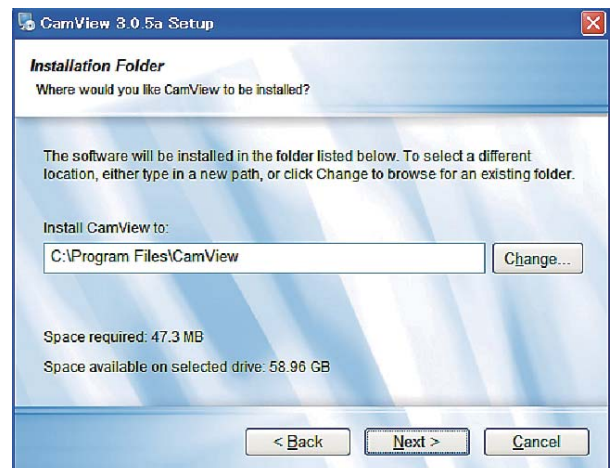 CamView 3.0.5a Setup
Installation Folder
Where would you like CamView to be installed?
The software will be installed in the folder listed below. To select a different
location, either type in a new path, or click Change to browse for an existing folder.
Install CamView to:
C:\Program Files\CamView
Change...
Space required: 47.3 MB
Space available on selected drive: 58.96 GB
< Back
Next >
Cancel